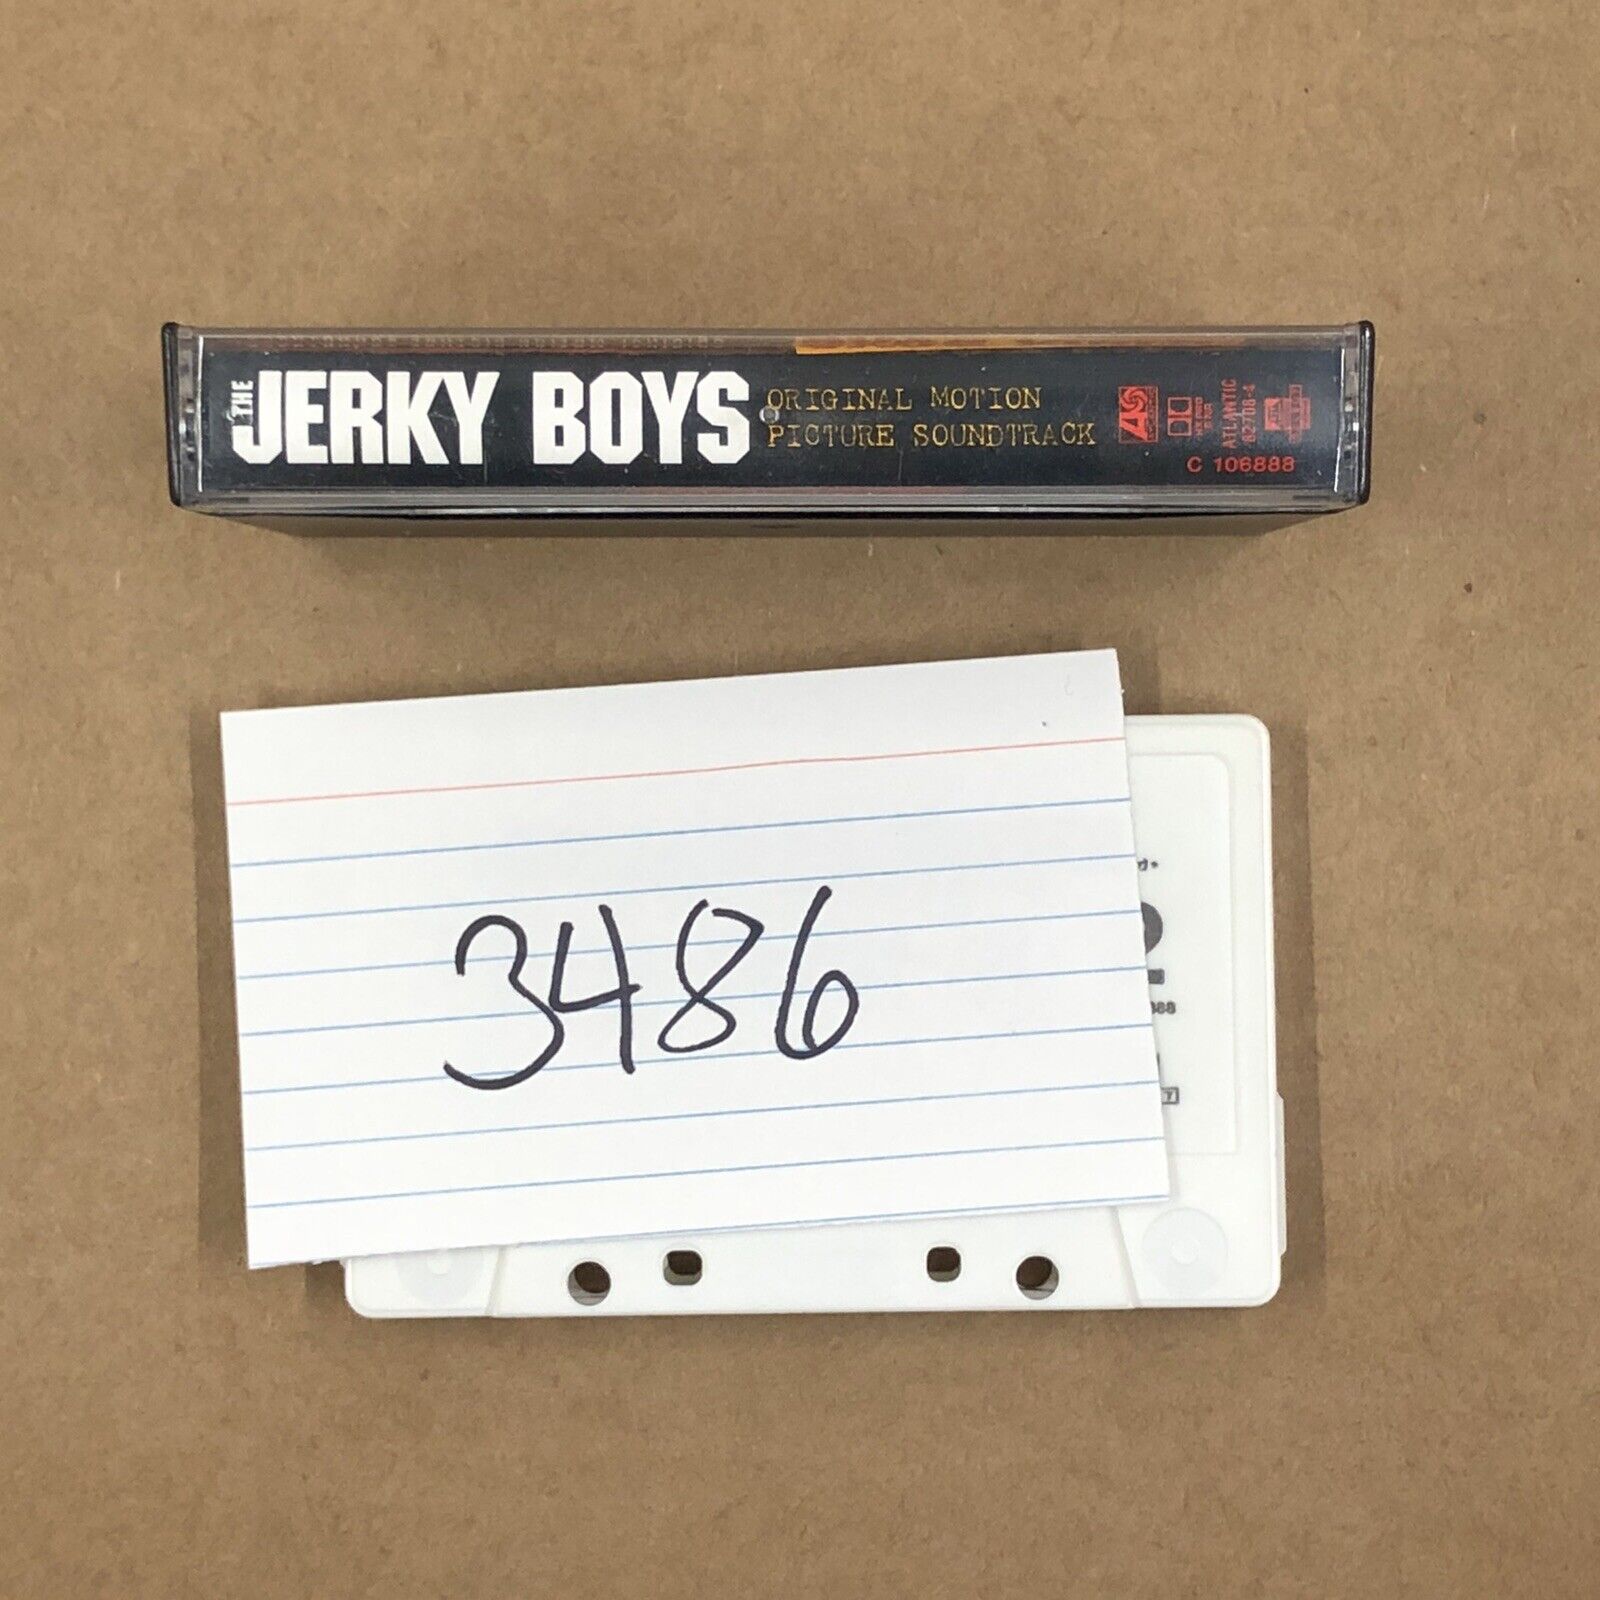 THE JERKY BOYS
ORIGINAL MOTION
PICTURE SOUNDTRACK
ATLANTIC
82708-4
C 106888
3486